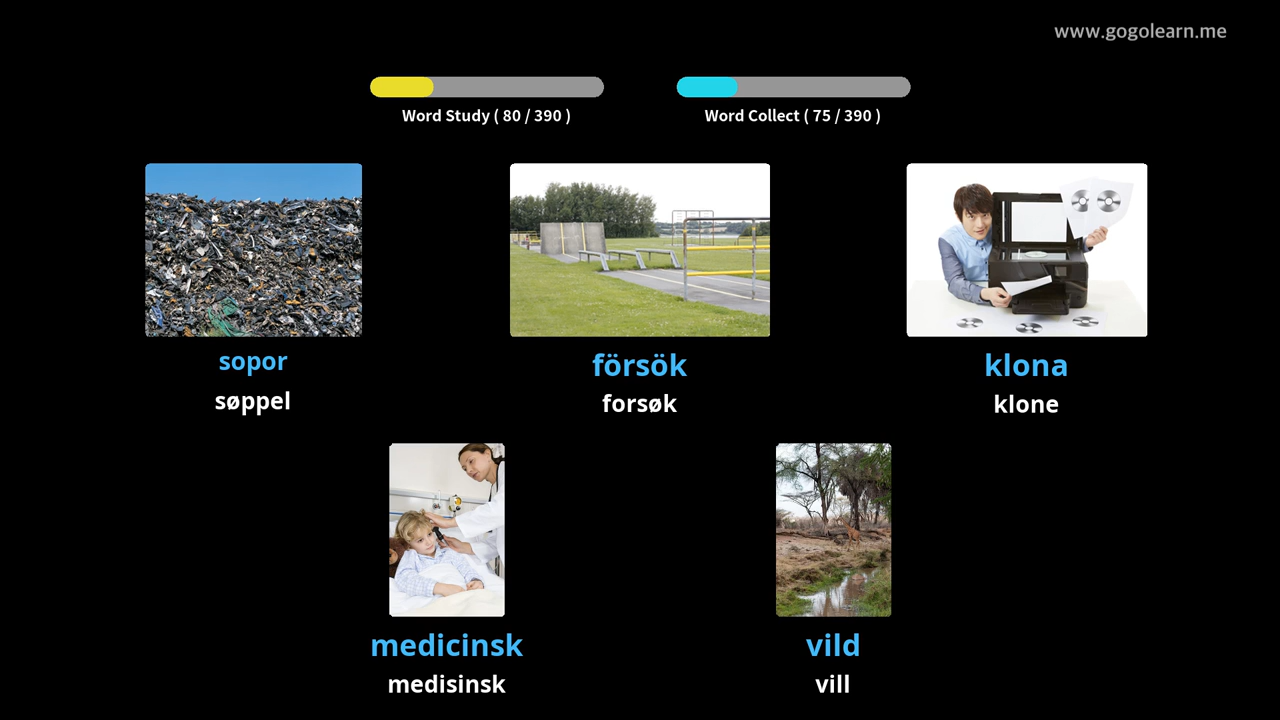 www.gogolearn.me
Word Study ( 80 / 390 )
Word Collect ( 75 / 390 )
sopor
søppel
försök
forsøk
klona
klone
medicinsk
medisinsk
vild
vill